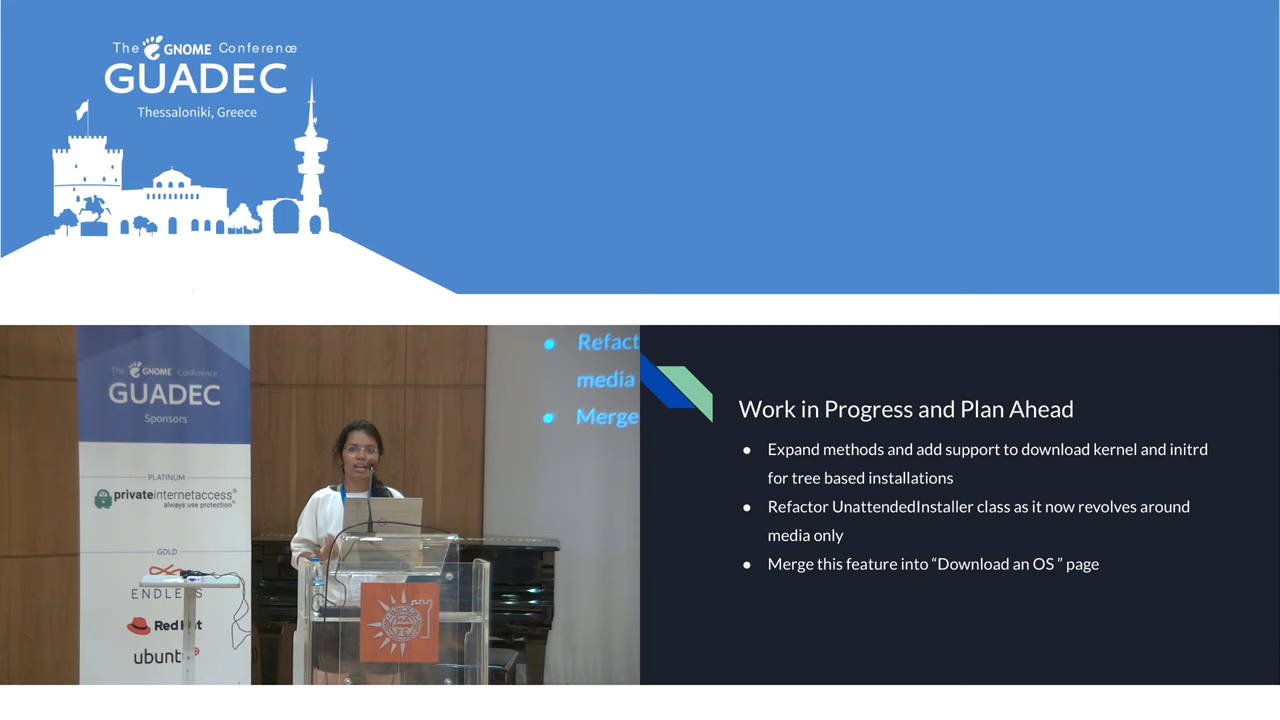 The GNOME Conference
GUADEC
Thessaloniki, Greece
The GNOME Conference
GUADEC
Sponsors
PLATINUM
privateinternetaccess®
always use protection®
GOLD
ENDLESS
Red Hat
ubuntu®
Refact
media
Merge
Work in Progress and Plan Ahead
● Expand methods and add support to download kernel and initrd
for tree based installations
● Refactor UnattendedInstaller class as it now revolves around
media only
● Merge this feature into “Download an OS ” page